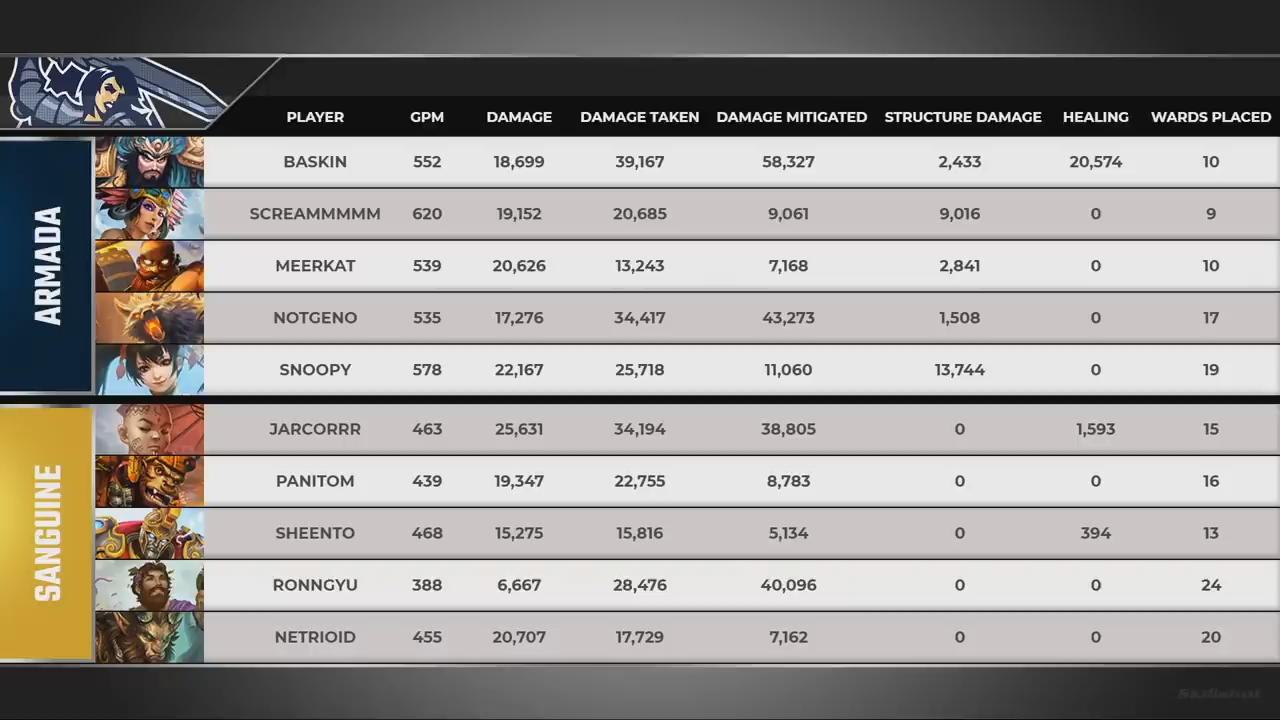 PLAYER GPM DAMAGE DAMAGE TAKEN DAMAGE MITIGATED STRUCTURE DAMAGE HEALING WARDS PLACED
ARMADA
BASKIN 552 18,699 39,167 58,327 2,433 20,574 10
SCREAMMMMM 620 19,152 20,685 9,061 9,016 0 9
MEERKAT 539 20,626 13,243 7,168 2,841 0 10
NOTGENO 535 17,276 34,417 43,273 1,508 0 17
SNOOPY 578 22,167 25,718 11,060 13,744 0 19
SANGUINE
JARCORRR 463 25,631 34,194 38,805 0 1,593 15
PANITOM 439 19,347 22,755 8,783 0 0 16
SHEENTO 468 15,275 15,816 5,134 0 394 13
RONNGYU 388 6,667 28,476 40,096 0 0 24
NETRIOID 455 20,707 17,729 7,162 0 0 20